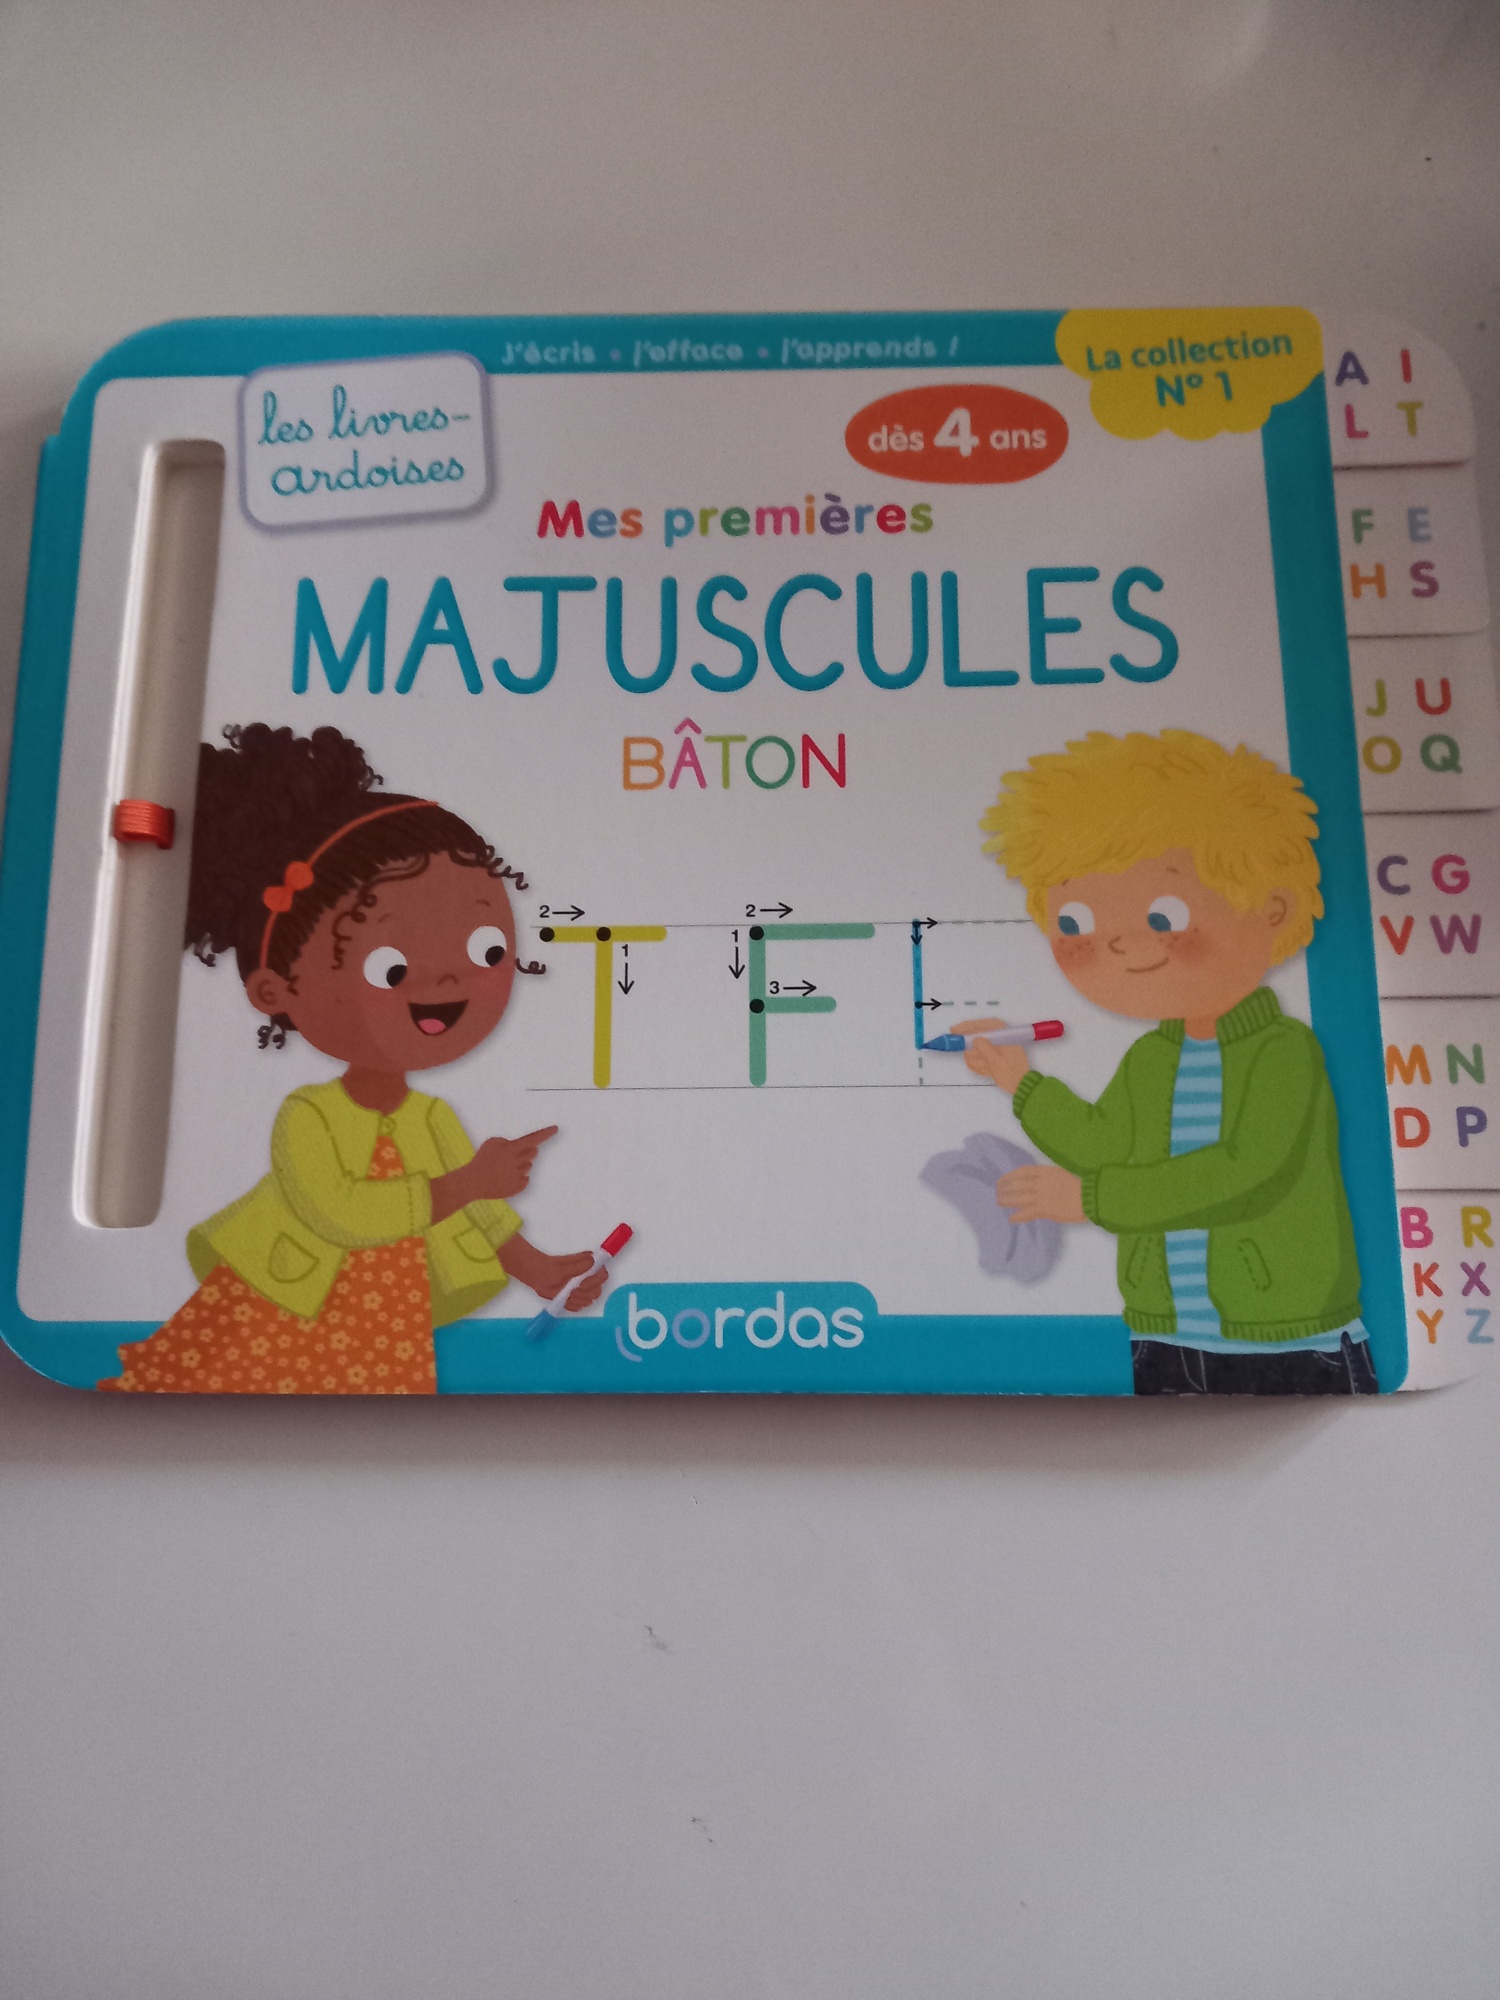 J'écris • j'efface • j'apprends !
La collection
N° 1
les livres-
ardoises
dès 4 ans
Mes premières
MAJUSCULES
BÂTON
2 2
1 1
3
T F
bordas
A I
L T
F E
H S
J U
O Q
C G
V W
M N
D P
B R
K X
Y Z